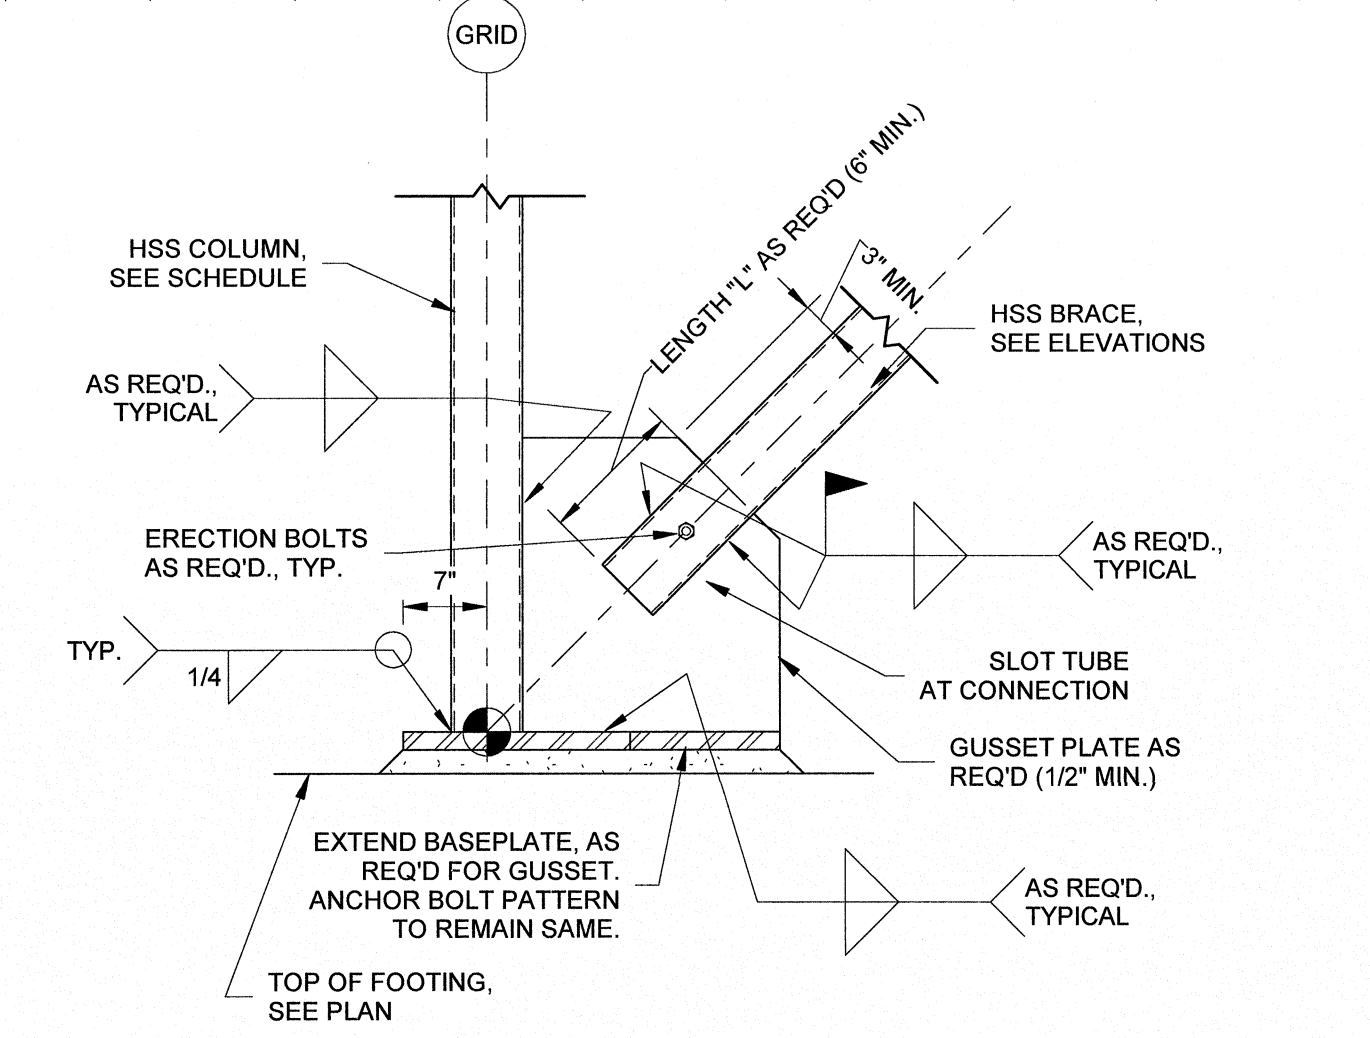 GRID
LENGTH "L" AS REQ'D (6" MIN.)
3" MIN.
HSS COLUMN,
SEE SCHEDULE
HSS BRACE,
SEE ELEVATIONS
AS REQ'D.,
TYPICAL
ERECTION BOLTS
AS REQ'D., TYP.
AS REQ'D.,
TYPICAL
7"
TYP.
1/4
SLOT TUBE
AT CONNECTION
GUSSET PLATE AS
REQ'D (1/2" MIN.)
EXTEND BASEPLATE, AS
REQ'D FOR GUSSET.
ANCHOR BOLT PATTERN
TO REMAIN SAME.
AS REQ'D.,
TYPICAL
TOP OF FOOTING,
SEE PLAN